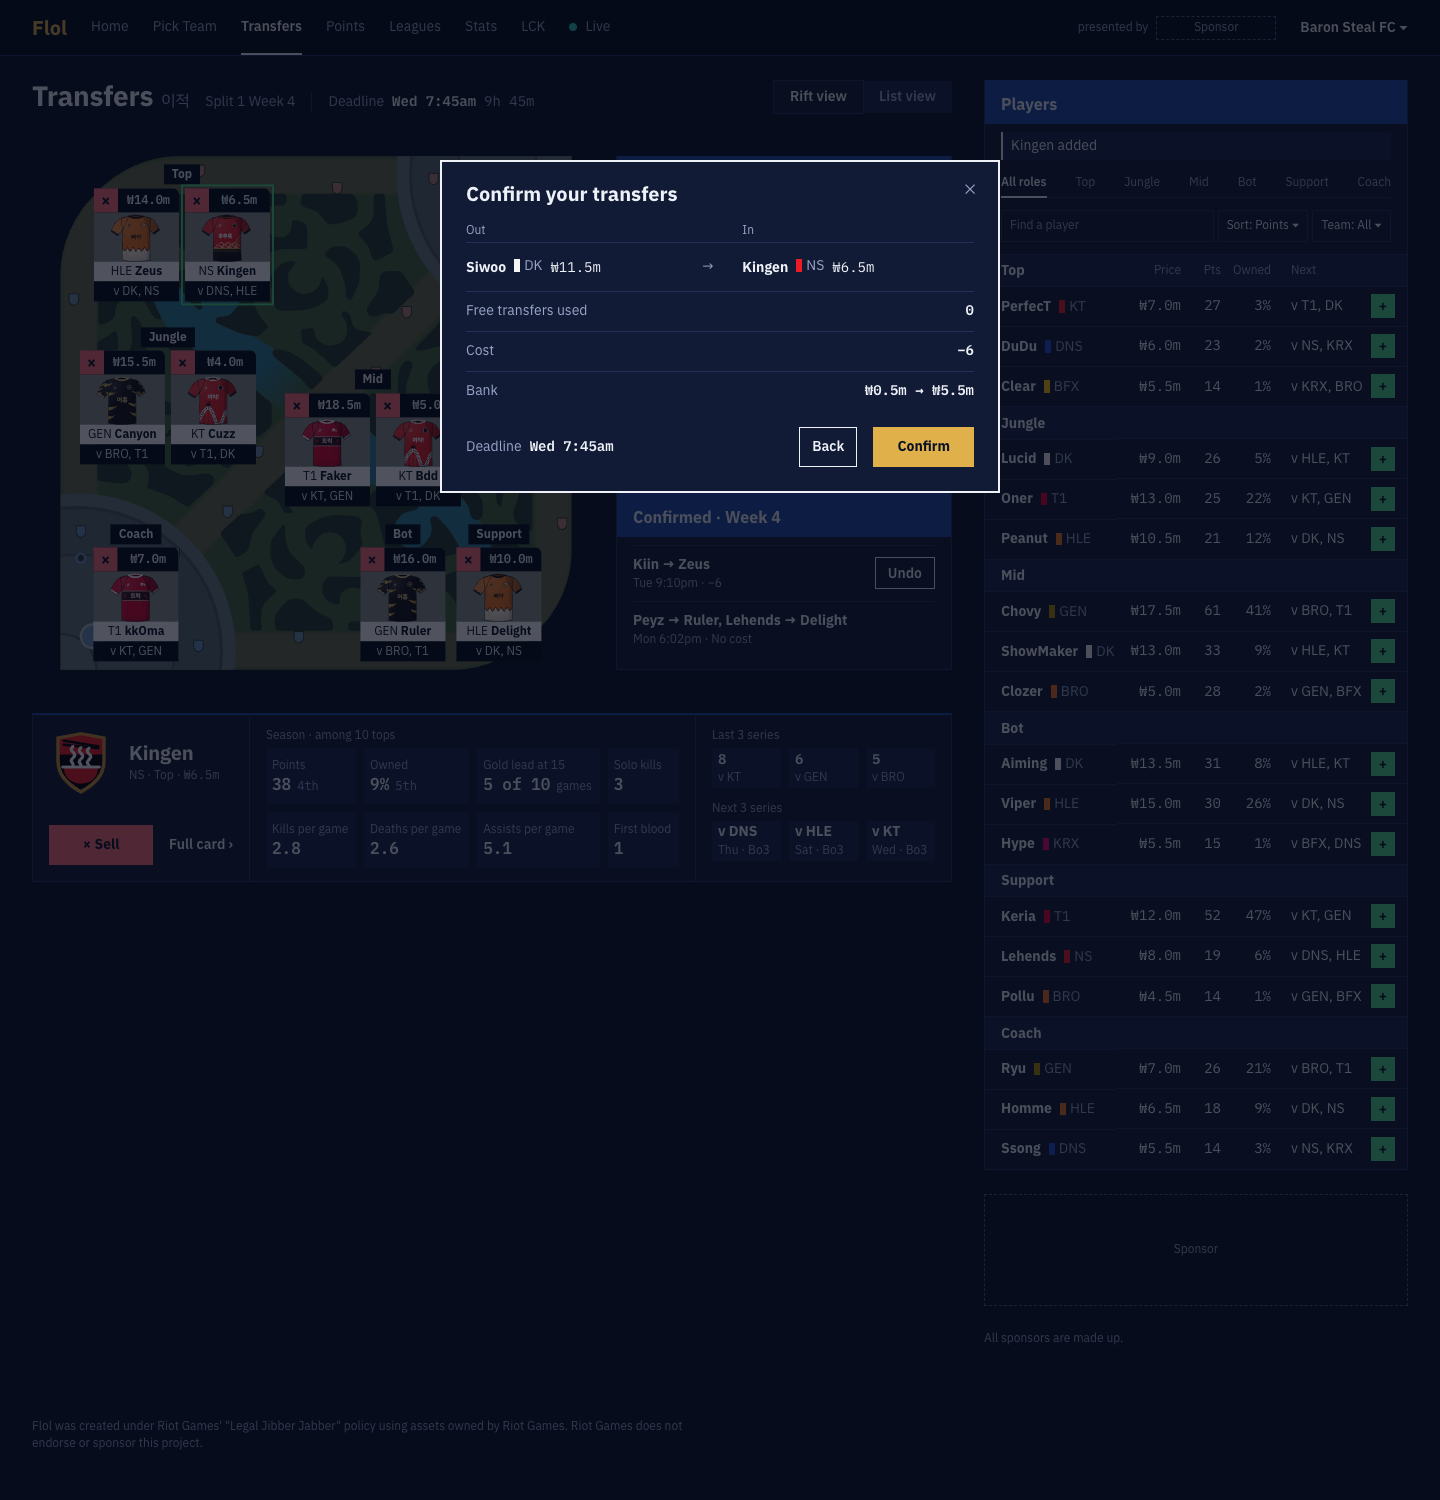 Flol Home Pick Team Transfers Points Leagues Stats LCK Live presented by Sponsor Baron Steal FC
Transfers 이적 Split 1 Week 4 Deadline Wed 7:45am 9h 45m Rift view List view
Top
× ₩14.0m × ₩6.5m
HLE Zeus NS Kingen
v DK, NS v DNS, HLE
Jungle
× ₩15.5m × ₩4.0m
GEN Canyon KT Cuzz
v BRO, T1 v T1, DK
Mid
× ₩18.5m × ₩5.0
T1 Faker KT Bdd
v KT, GEN v T1, DK
Coach
× ₩7.0m
T1 kkOma
v KT, GEN
Bot Support
× ₩16.0m × ₩10.0m
GEN Ruler HLE Delight
v BRO, T1 v DK, NS
Confirm your transfers ×
Out In
Siwoo DK ₩11.5m → Kingen NS ₩6.5m
Free transfers used 0
Cost −6
Bank ₩0.5m → ₩5.5m
Deadline Wed 7:45am Back Confirm
Confirmed · Week 4
Kiin → Zeus
Tue 9:10pm · −6
Undo
Peyz → Ruler, Lehends → Delight
Mon 6:02pm · No cost
Kingen
NS · Top · ₩6.5m
× Sell Full card ›
Season · among 10 tops
Points Owned Gold lead at 15 Solo kills
38 4th 9% 5th 5 of 10 games 3
Kills per game Deaths per game Assists per game First blood
2.8 2.6 5.1 1
Last 3 series
8 6 5
v KT v GEN v BRO
Next 3 series
v DNS v HLE v KT
Thu · Bo3 Sat · Bo3 Wed · Bo3
Players
Kingen added
All roles Top Jungle Mid Bot Support Coach
Find a player Sort: Points Team: All
Top Price Pts Owned Next
PerfecT KT ₩7.0m 27 3% v T1, DK +
DuDu DNS ₩6.0m 23 2% v NS, KRX +
Clear BFX ₩5.5m 14 1% v KRX, BRO +
Jungle
Lucid DK ₩9.0m 26 5% v HLE, KT +
Oner T1 ₩13.0m 25 22% v KT, GEN +
Peanut HLE ₩10.5m 21 12% v DK, NS +
Mid
Chovy GEN ₩17.5m 61 41% v BRO, T1 +
ShowMaker DK ₩13.0m 33 9% v HLE, KT +
Clozer BRO ₩5.0m 28 2% v GEN, BFX +
Bot
Aiming DK ₩13.5m 31 8% v HLE, KT +
Viper HLE ₩15.0m 30 26% v DK, NS +
Hype KRX ₩5.5m 15 1% v BFX, DNS +
Support
Keria T1 ₩12.0m 52 47% v KT, GEN +
Lehends NS ₩8.0m 19 6% v DNS, HLE +
Pollu BRO ₩4.5m 14 1% v GEN, BFX +
Coach
Ryu GEN ₩7.0m 26 21% v BRO, T1 +
Homme HLE ₩6.5m 18 9% v DK, NS +
Ssong DNS ₩5.5m 14 3% v NS, KRX +
Sponsor
All sponsors are made up.
Flol was created under Riot Games' "Legal Jibber Jabber" policy using assets owned by Riot Games. Riot Games does not
endorse or sponsor this project.